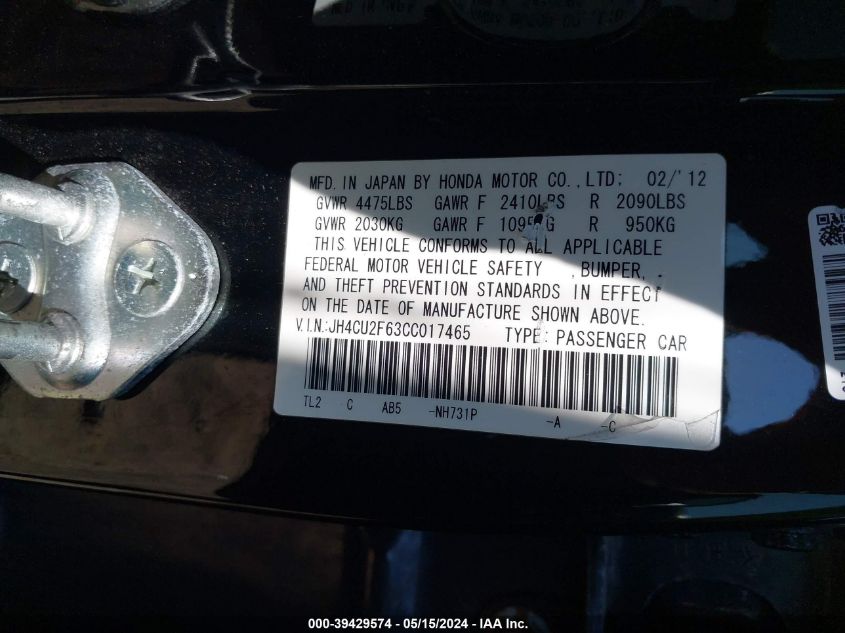 MFD. IN JAPAN BY HONDA MOTOR CO.,LTD; 02/'12
GVWR 4475LBS GAWR F 2410LBS R 2090LBS
GVWR 2030KG GAWR F 1095KG R 950KG
THIS VEHICLE CONFORMS TO ALL APPLICABLE
FEDERAL MOTOR VEHICLE SAFETY ,BUMPER, .
AND THEFT PREVENTION STANDARDS IN EFFECT
ON THE DATE OF MANUFACTURE SHOWN ABOVE.
V.I.N.:JH4CU2F63CC017465 TYPE: PASSENGER CAR
TL2 C AB5 -NH731P -A -C
000-39429574 - 05/15/2024 - IAA Inc.